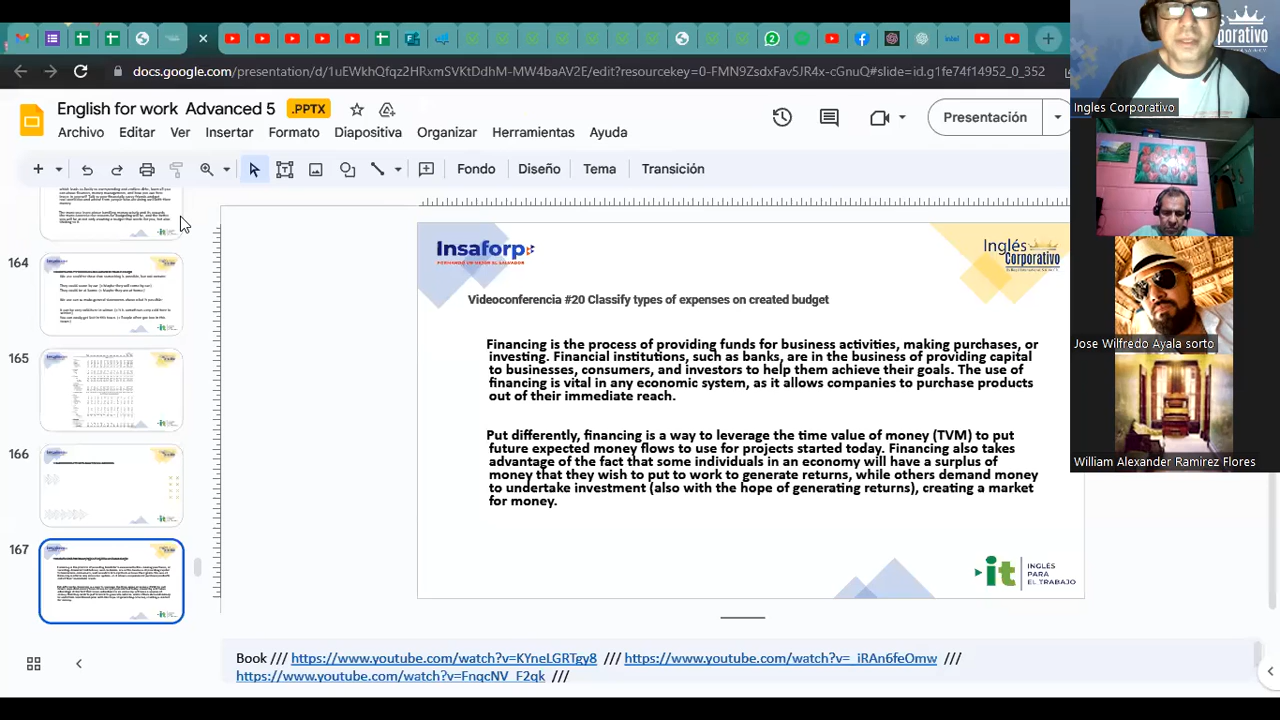 docs.google.com/presentation/d/1uEWkhQfqz2HRxmSVKtDdhM-MW4baAV2E/edit?resourcekey=0-FMN9ZsdxFav5JR4x-cGnuQ#slide=id.g1fe74f14952_0_352
English for work Advanced 5 .PPTX
Archivo Editar Ver Insertar Formato Diapositiva Organizar Herramientas Ayuda
Presentación
Fondo Diseño Tema Transición
164
165
166
167
Insaforp
Inglés
Corporativo
Videoconferencia #20 Classify types of expenses on created budget
Financing is the process of providing funds for business activities, making purchases, or
investing. Financial institutions, such as banks, are in the business of providing capital
to businesses, consumers, and investors to help them achieve their goals. The use of
financing is vital in any economic system, as it allows companies to purchase products
out of their immediate reach.
Put differently, financing is a way to leverage the time value of money (TVM) to put
future expected money flows to use for projects started today. Financing also takes
advantage of the fact that some individuals in an economy will have a surplus of
money that they wish to put to work to generate returns, while others demand money
to undertake investment (also with the hope of generating returns), creating a market
for money.
it
INGLÉS
PARA
EL TRABAJO
Book /// https://www.youtube.com/watch?v=KYneLGRTgy8 /// https://www.youtube.com/watch?v=_iRAn6feOmw ///
https://www.youtube.com/watch?v=FnqcNV_F2qk ///
Ingles Corporativo
Jose Wilfredo Ayala sorto
William Alexander Ramirez Flores